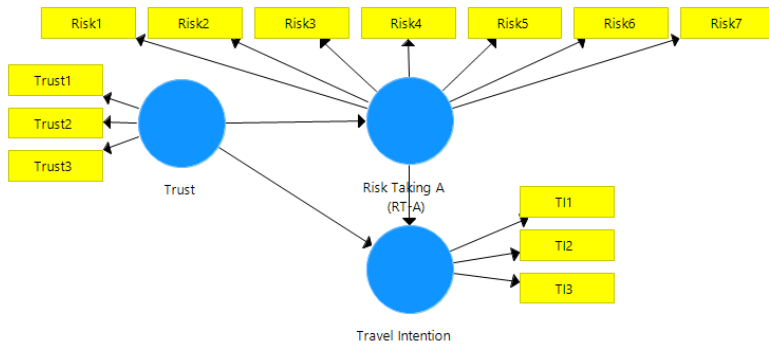 Risk1
Risk2
Risk3
Risk4
Risk5
Risk6
Risk7
Trust1
Trust2
Trust3
Trust
Risk Taking A
(RT-A)
TI1
TI2
TI3
Travel Intention